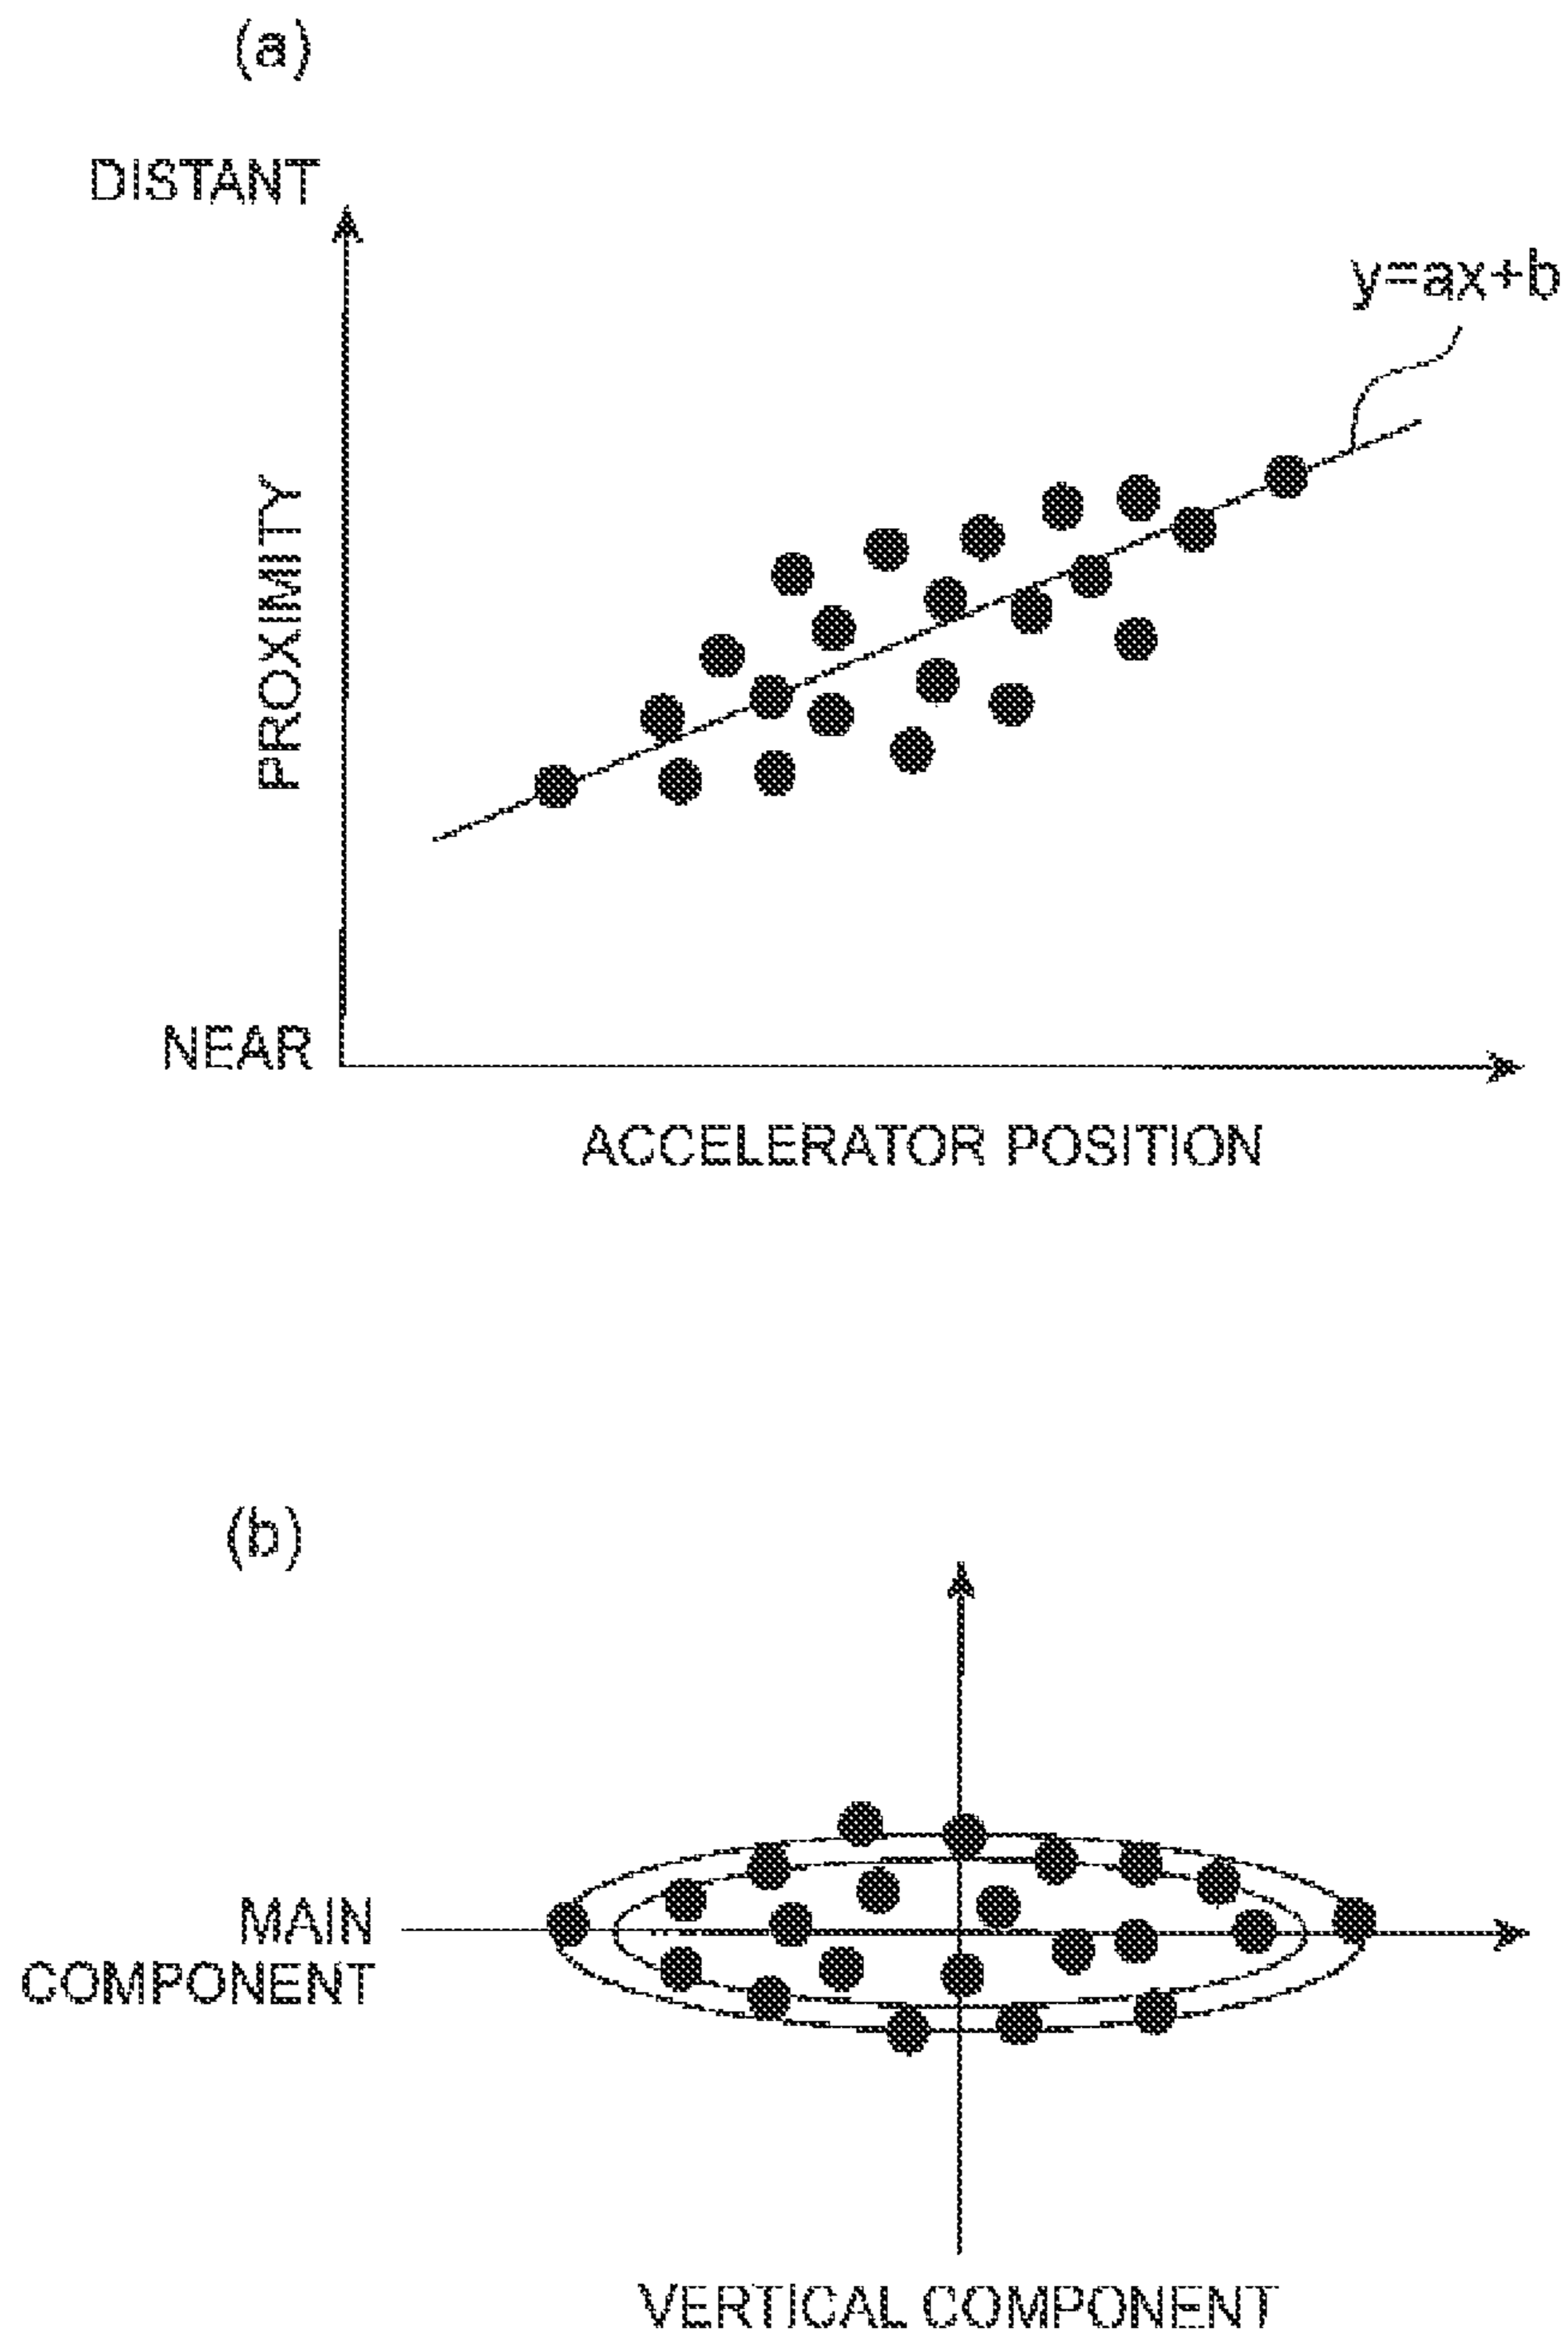 (a)
DISTANT
y=ax+b
PROXIMITY
NEAR
ACCELERATOR POSITION
(b)
MAIN
COMPONENT
VERTICAL COMPONENT